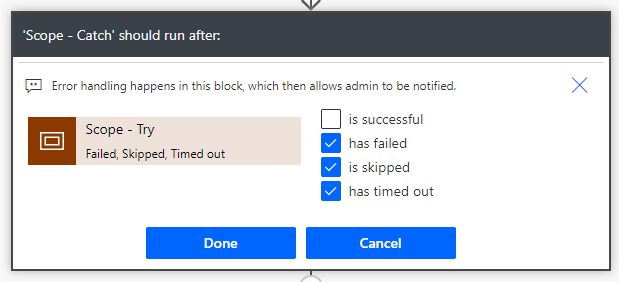 'Scope - Catch' should run after:
Error handling happens in this block, which then allows admin to be notified.
Scope - Try
Failed, Skipped, Timed out
is successful
has failed
is skipped
has timed out
Done
Cancel